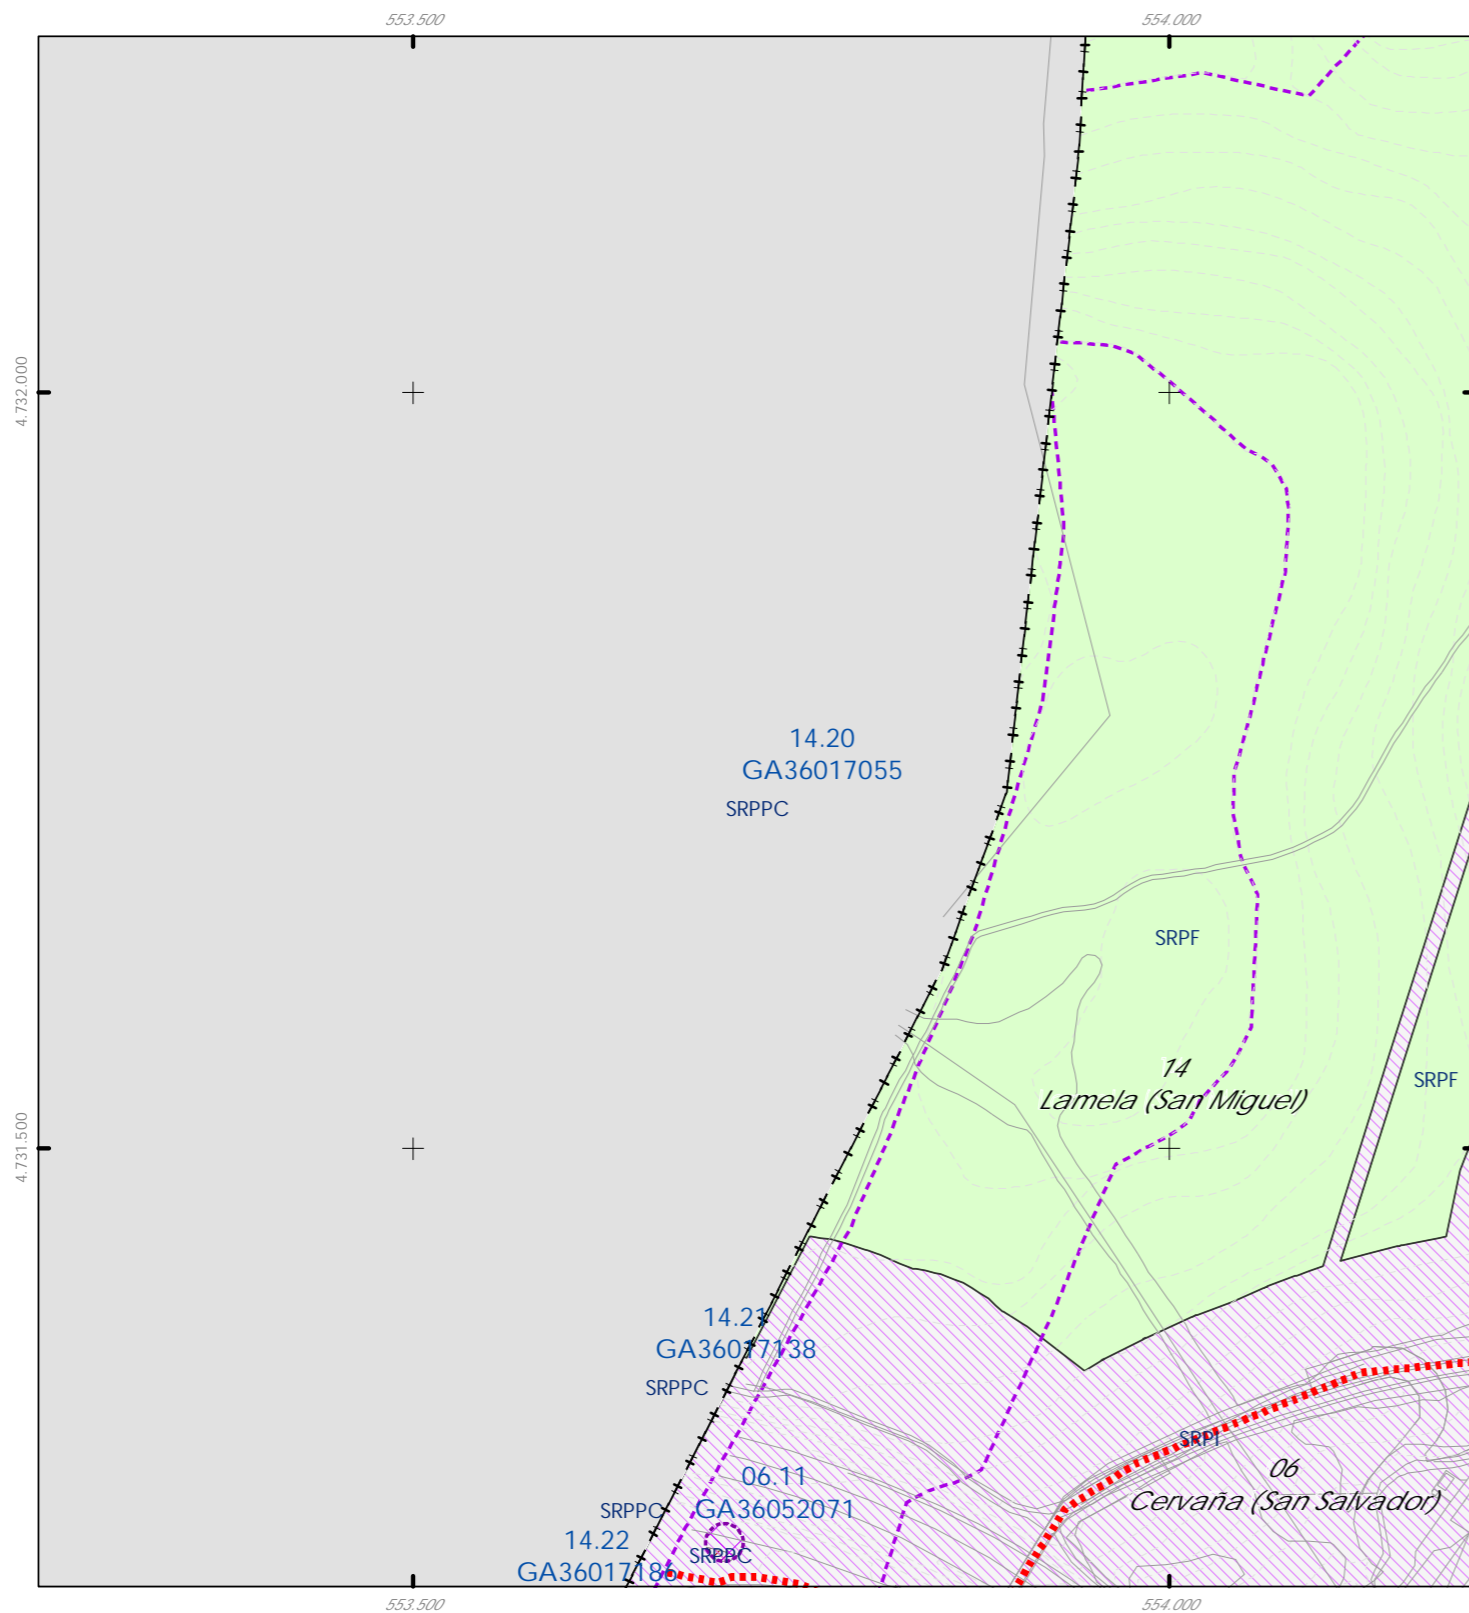 553.500
554.000
4.732.000
14.20
GA36017055
SRPPC
SRPF
14
Lamela (San Miguel)
SRPF
4.731.500
14.21
GA36017138
SRPPC
SRPI
06
Cervaña (San Salvador)
06.11
GA36052071
SRPPC
14.22
SRPPC
GA36017186
553.500
554.000